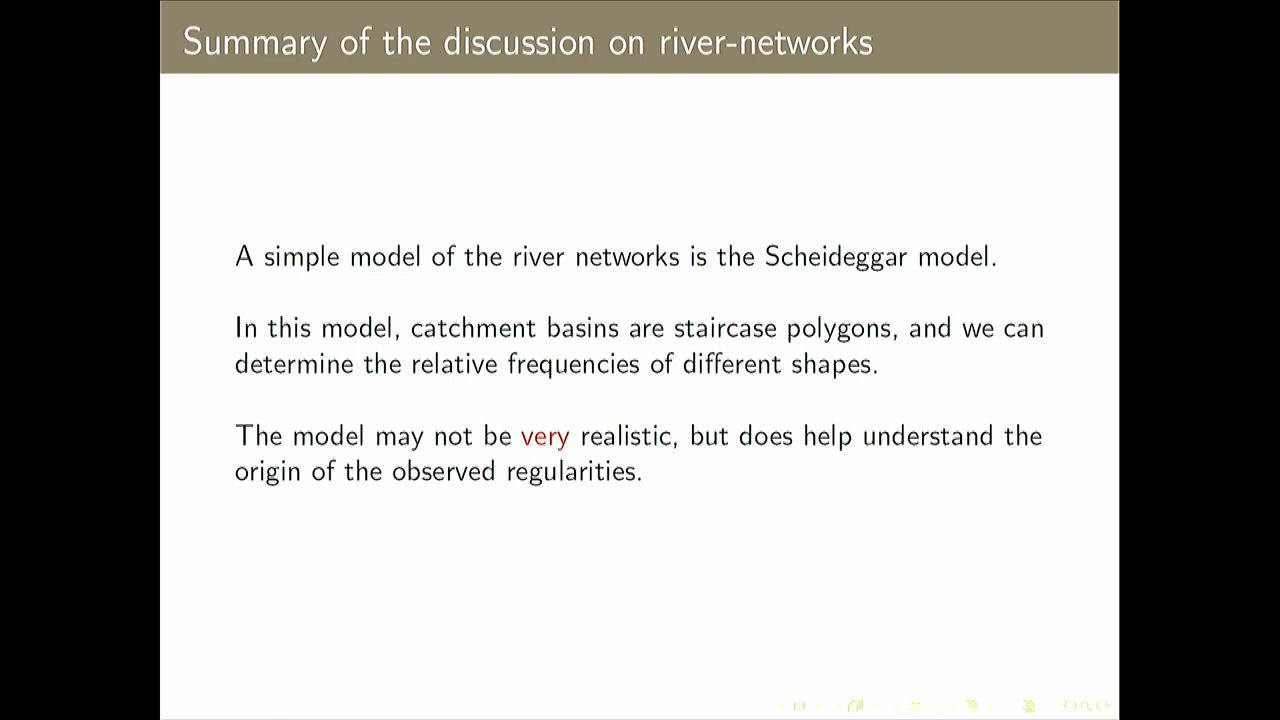 Summary of the discussion on river-networks
A simple model of the river networks is the Scheideggar model.
In this model, catchment basins are staircase polygons, and we can
determine the relative frequencies of different shapes.
The model may not be very realistic, but does help understand the
origin of the observed regularities.